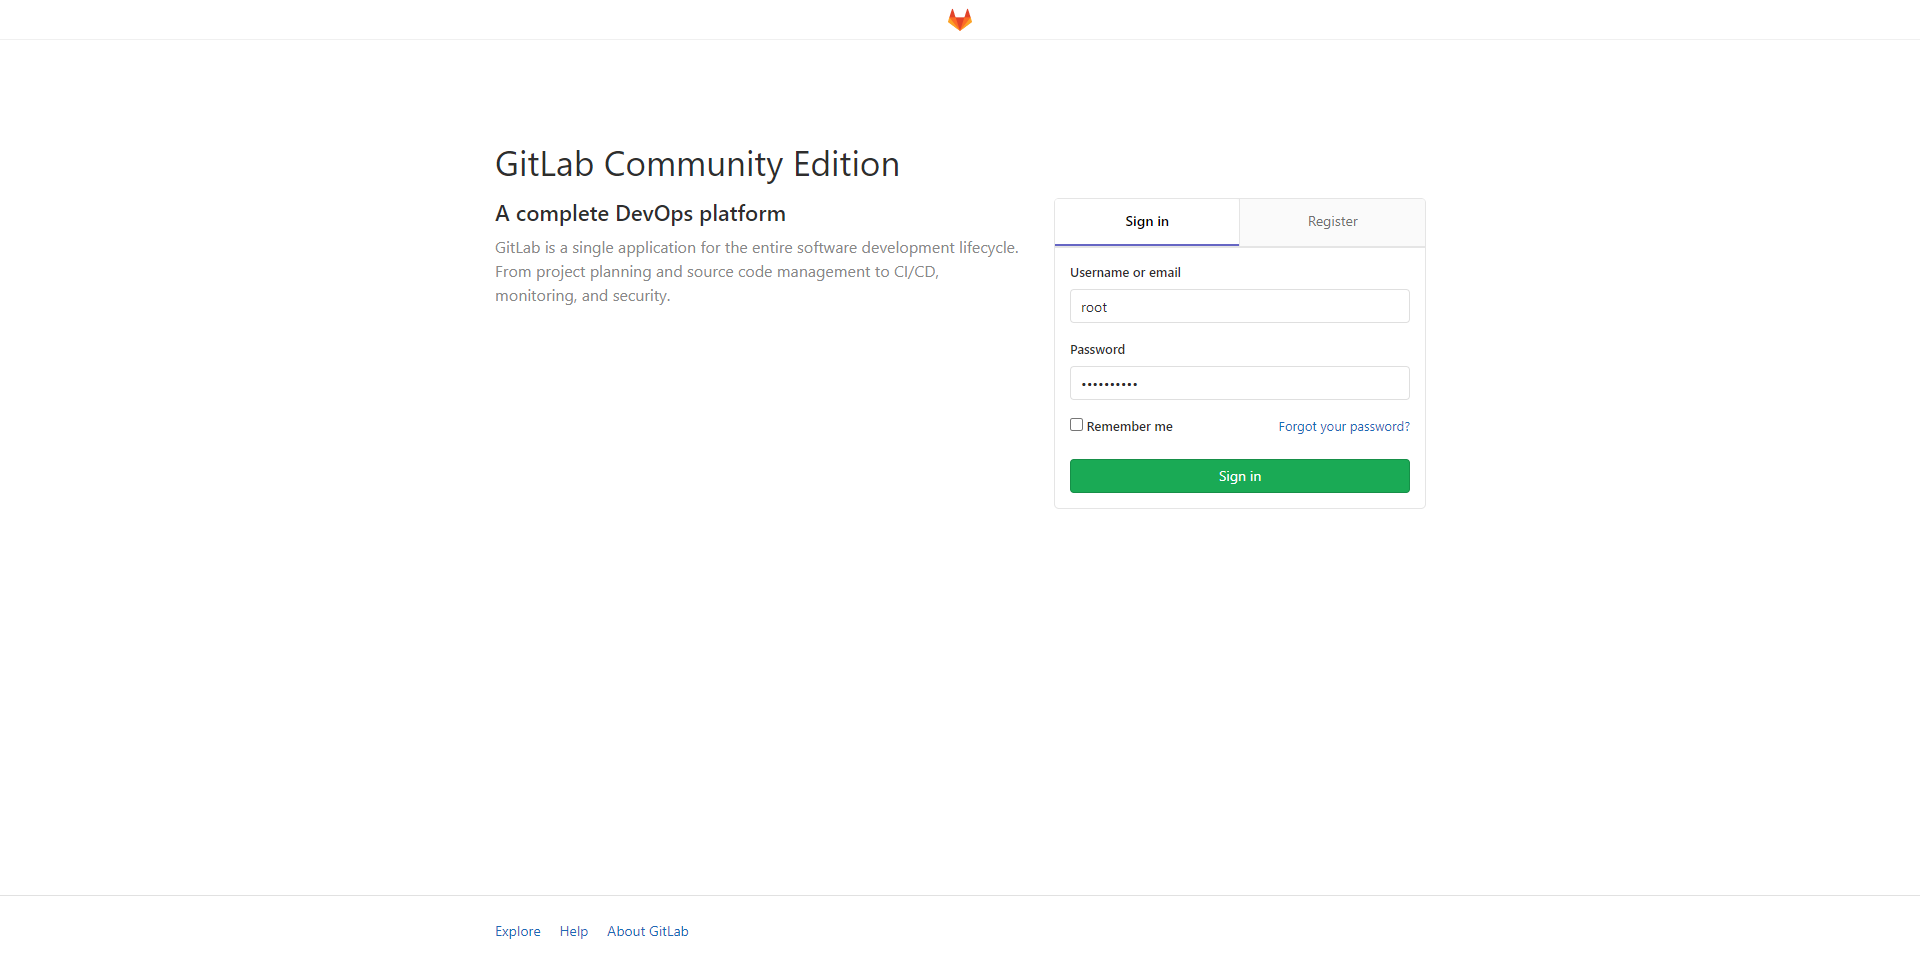 GitLab Community Edition
A complete DevOps platform
GitLab is a single application for the entire software development lifecycle.
From project planning and source code management to CI/CD,
monitoring, and security.
Sign in
Register
Username or email
root
Password
••••••••••
Remember me
Forgot your password?
Sign in
Explore
Help
About GitLab